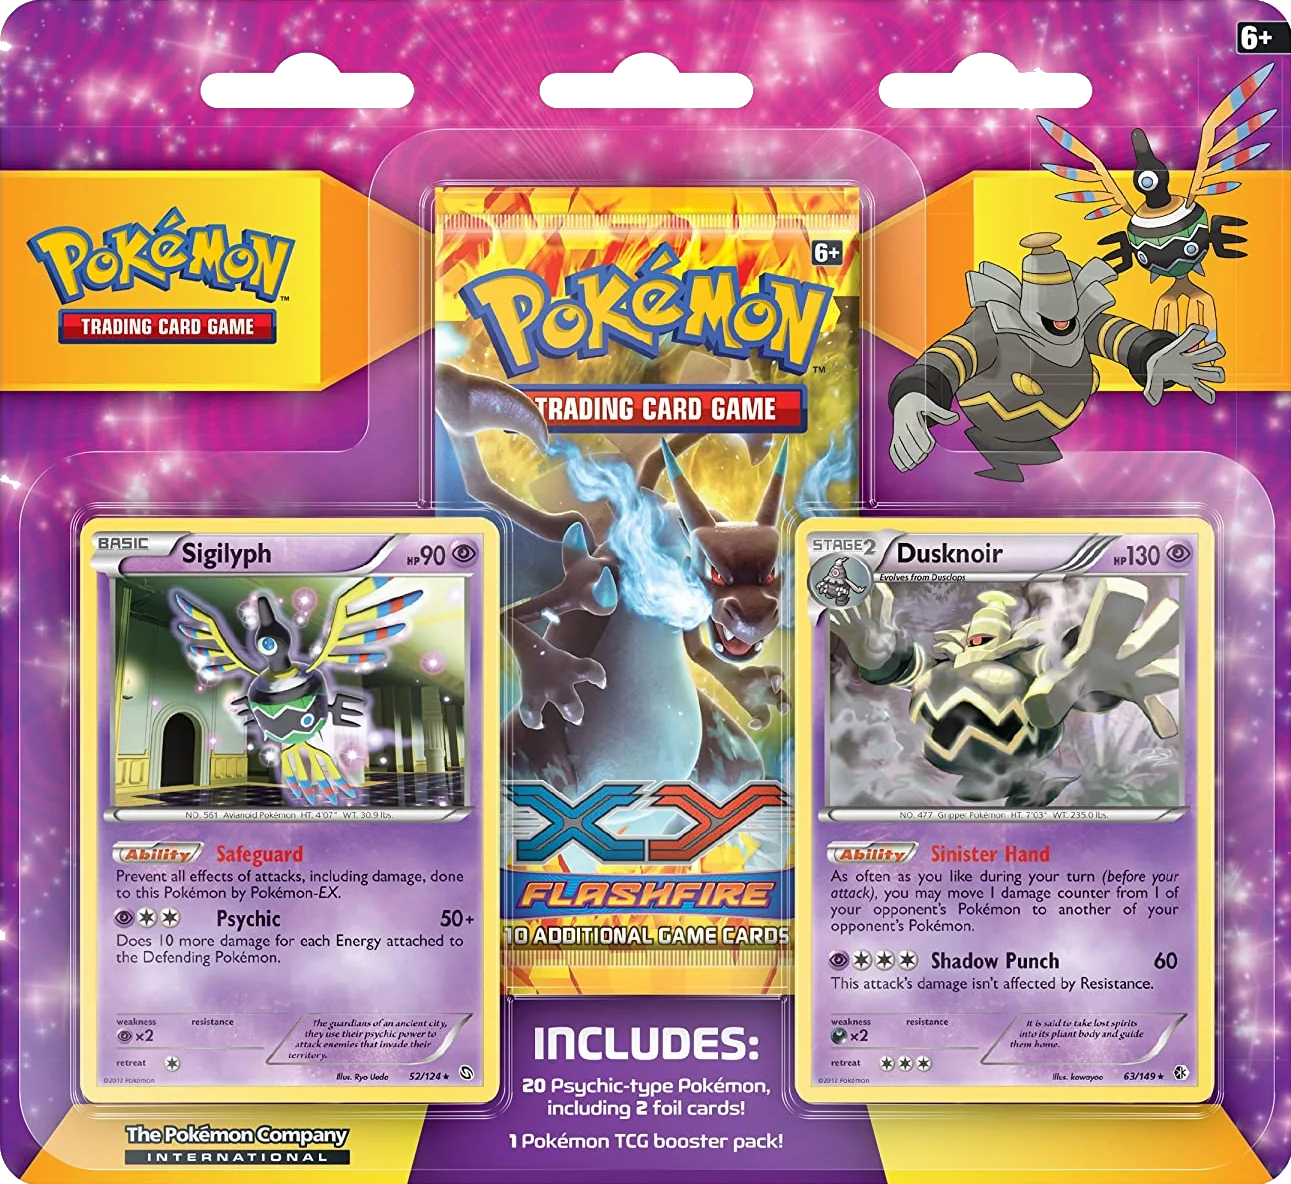 6+
POKéMON
™
TRADING CARD GAME
6+
POKéMON
™
TRADING CARD GAME
XY
FLASHFIRE
10 ADDITIONAL GAME CARDS
BASIC
Sigilyph
HP90
NO. 561 Avianoid Pokémon HT. 4'07" WT. 30.9 lbs.
Ability Safeguard
Prevent all effects of attacks, including damage, done
to this Pokémon by Pokémon-EX.
Psychic 50+
Does 10 more damage for each Energy attached to
the Defending Pokémon.
weakness resistance
x2
retreat
The guardians of an ancient city,
they use their psychic power to
attack enemies that invade their
territory.
©2012 Pokémon
Illus. Ryo Ueda 52/124★
STAGE2
Dusknoir
HP130
Evolves from Dusclops
NO. 477 Gripper Pokémon HT. 7'03" WT. 235.0 lbs.
Ability Sinister Hand
As often as you like during your turn (before your
attack), you may move 1 damage counter from 1 of
your opponent's Pokémon to another of your
opponent's Pokémon.
Shadow Punch 60
This attack's damage isn't affected by Resistance.
weakness resistance
x2
retreat
It is said to take lost spirits
into its pliant body and guide
them home.
©2012 Pokémon
Illus. kawayoo 63/149★
INCLUDES:
20 Psychic-type Pokémon,
including 2 foil cards!
1 Pokémon TCG booster pack!
The Pokémon Company
INTERNATIONAL